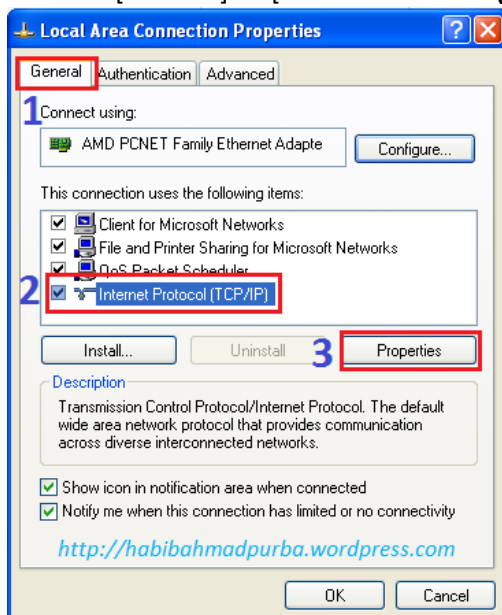 Local Area Connection Properties
General Authentication Advanced
1 Connect using:
AMD PCNET Family Ethernet Adapte Configure...
This connection uses the following items:
Client for Microsoft Networks
File and Printer Sharing for Microsoft Networks
QoS Packet Scheduler
2 Internet Protocol (TCP/IP)
Install... Uninstall 3 Properties
Description
Transmission Control Protocol/Internet Protocol. The default
wide area network protocol that provides communication
across diverse interconnected networks.
Show icon in notification area when connected
Notify me when this connection has limited or no connectivity
http://habibahmadpurba.wordpress.com
OK Cancel